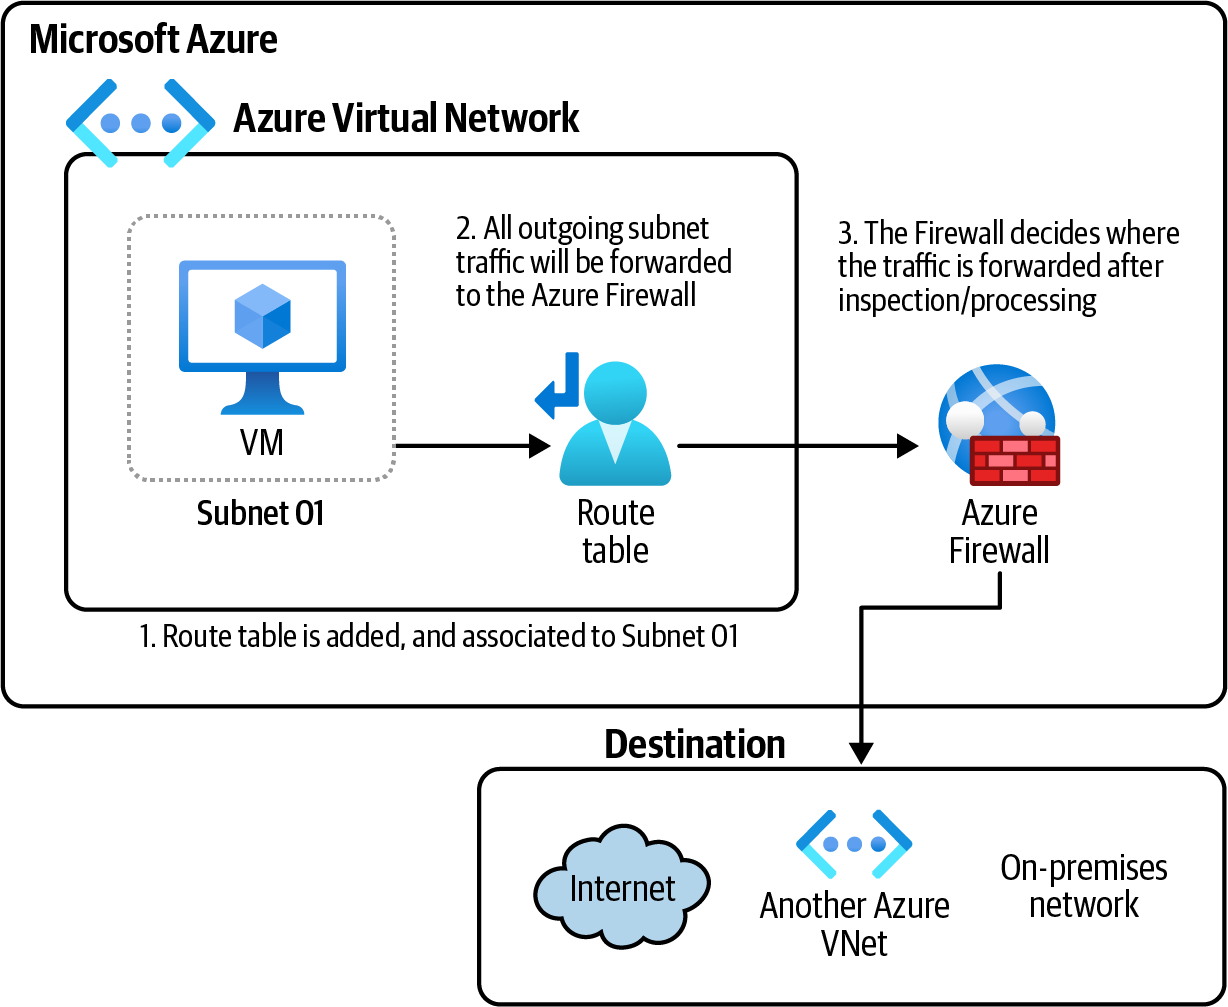 Microsoft Azure
Azure Virtual Network
2. All outgoing subnet
traffic will be forwarded
to the Azure Firewall
3. The Firewall decides where
the traffic is forwarded after
inspection/processing
VM
Subnet 01
Route
table
Azure
Firewall
1. Route table is added, and associated to Subnet 01
Destination
Internet
Another Azure
VNet
On-premises
network